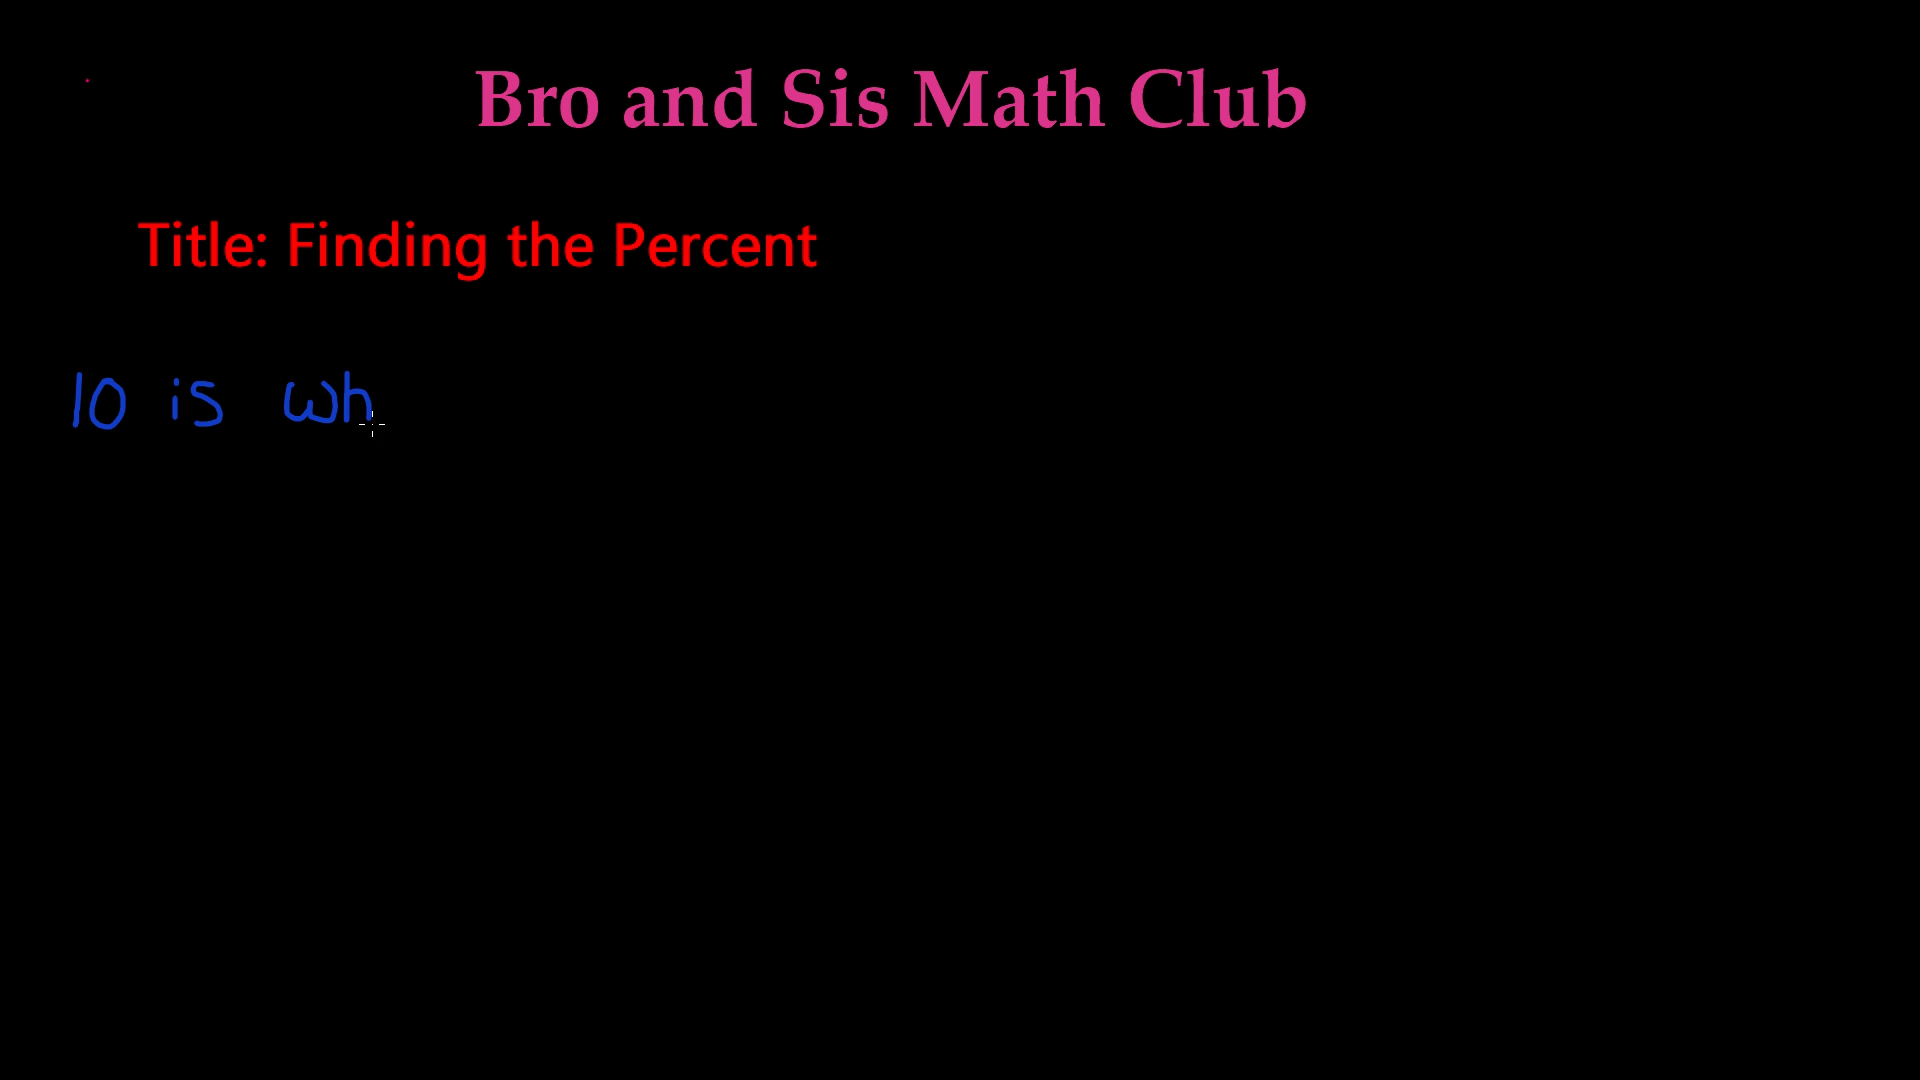 Bro and Sis Math Club
Title: Finding the Percent
10 is wh